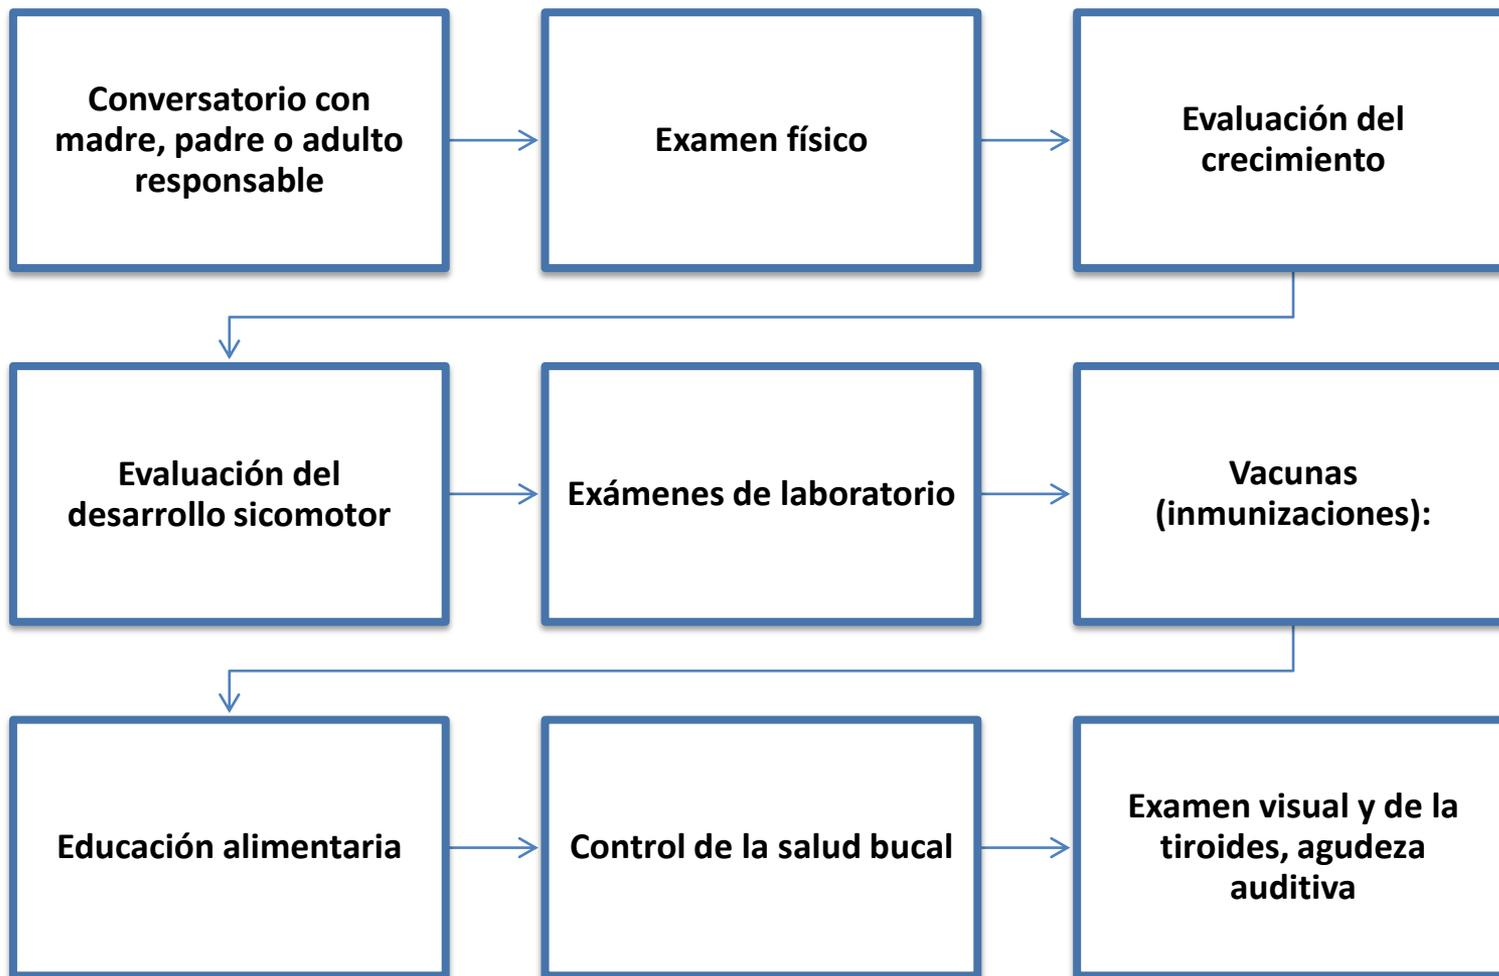 Conversatorio con
madre, padre o adulto
responsable
Examen físico
Evaluación del
crecimiento
Evaluación del
desarrollo sicomotor
Exámenes de laboratorio
Vacunas
(inmunizaciones):
Educación alimentaria
Control de la salud bucal
Examen visual y de la
tiroides, agudeza
auditiva